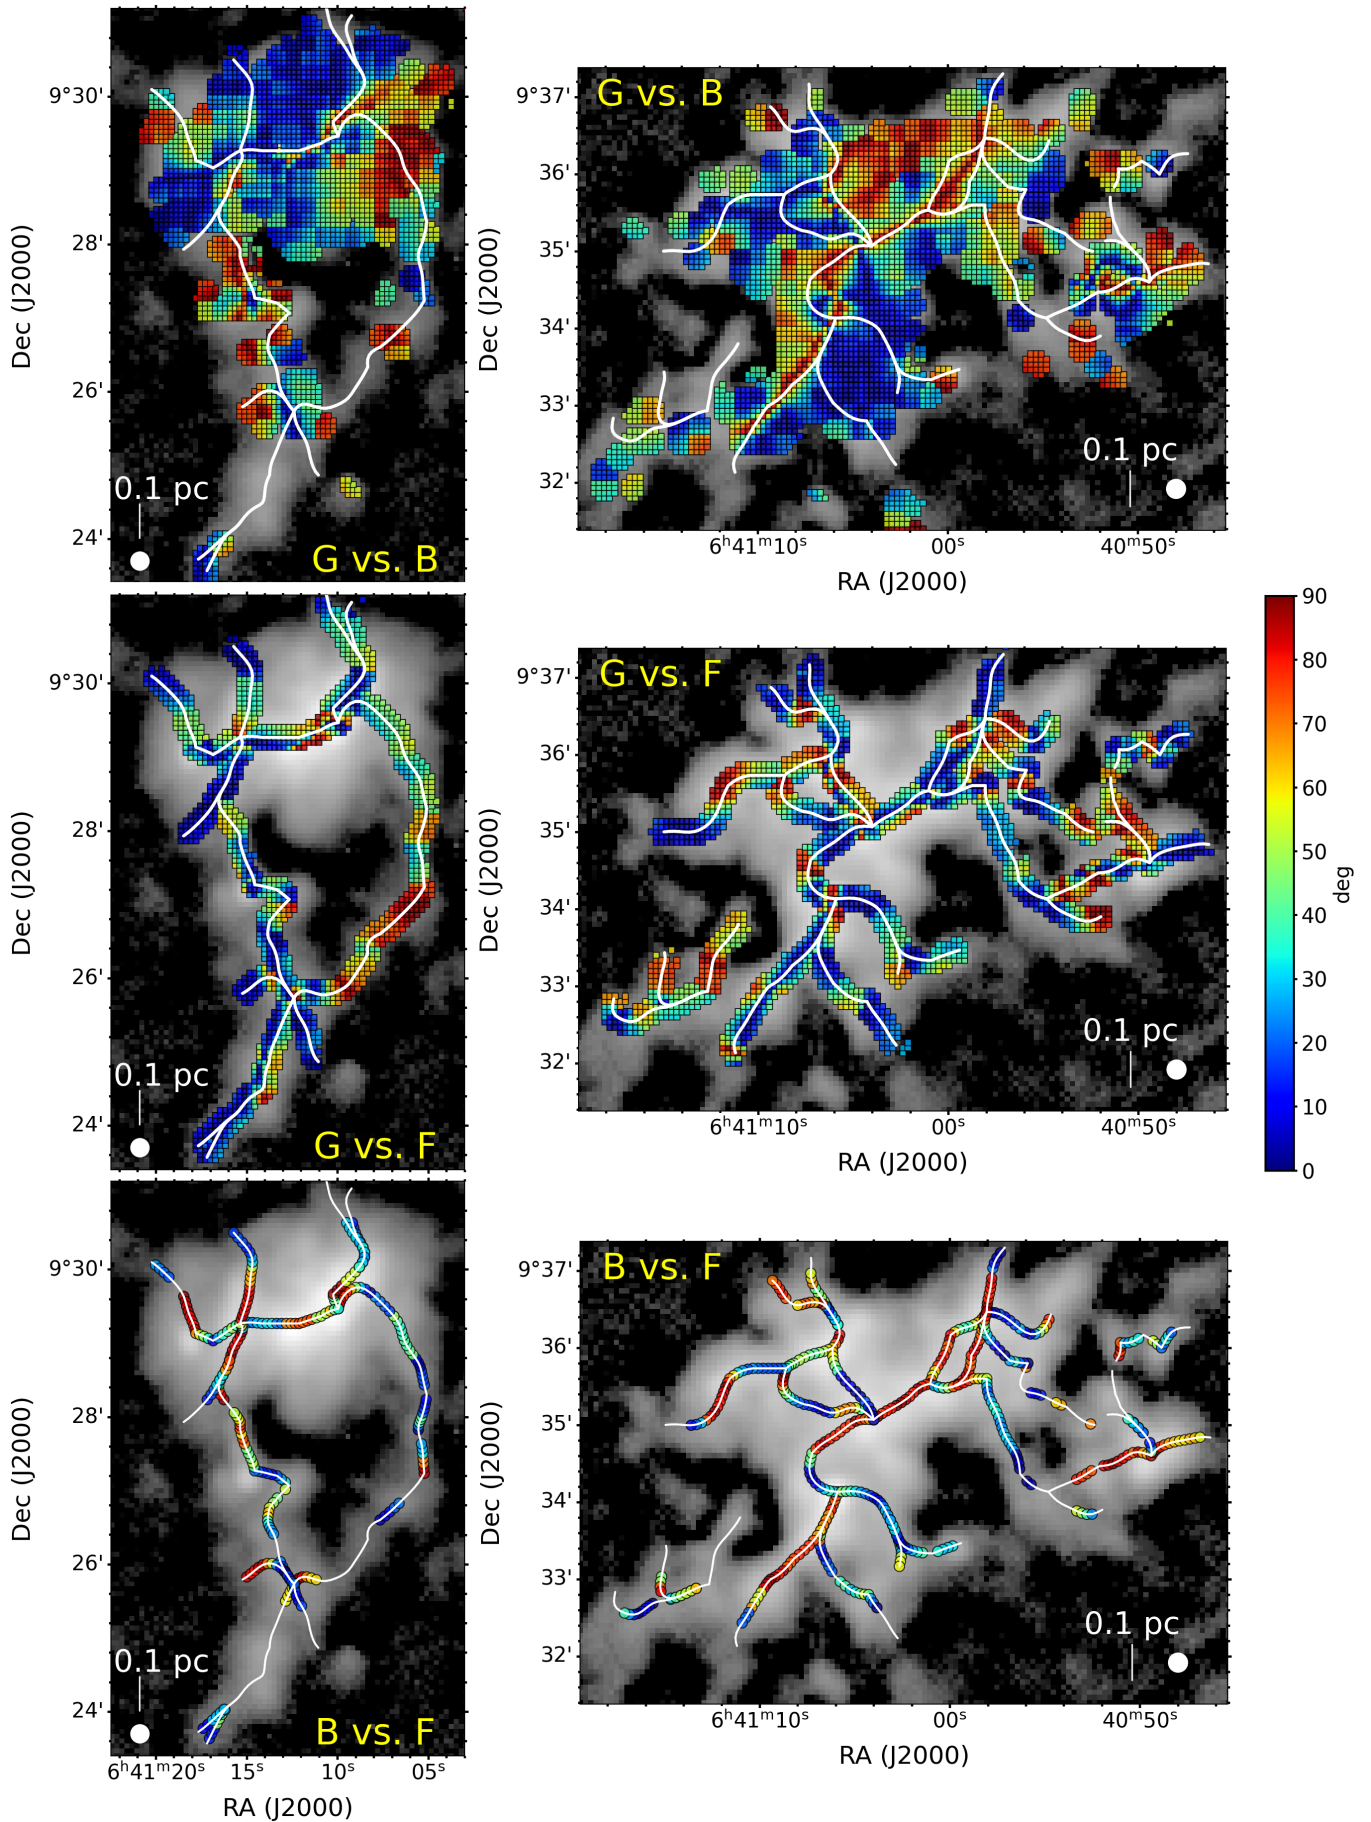 9°30'
28'
26'
24'
Dec (J2000)
0.1 pc
G vs. B
G vs. B
9°37'
36'
35'
34'
33'
32'
Dec (J2000)
0.1 pc
6ʰ41ᵐ10ˢ 00ˢ 40ᵐ50ˢ
RA (J2000)
9°30'
28'
26'
24'
Dec (J2000)
0.1 pc
G vs. F
G vs. F
9°37'
36'
35'
34'
33'
32'
Dec (J2000)
0.1 pc
6ʰ41ᵐ10ˢ 00ˢ 40ᵐ50ˢ
RA (J2000)
90
80
70
60
50
40
30
20
10
0
deg
9°30'
28'
26'
24'
Dec (J2000)
0.1 pc
B vs. F
6ʰ41ᵐ20ˢ 15ˢ 10ˢ 05ˢ
RA (J2000)
B vs. F
9°37'
36'
35'
34'
33'
32'
Dec (J2000)
0.1 pc
6ʰ41ᵐ10ˢ 00ˢ 40ᵐ50ˢ
RA (J2000)